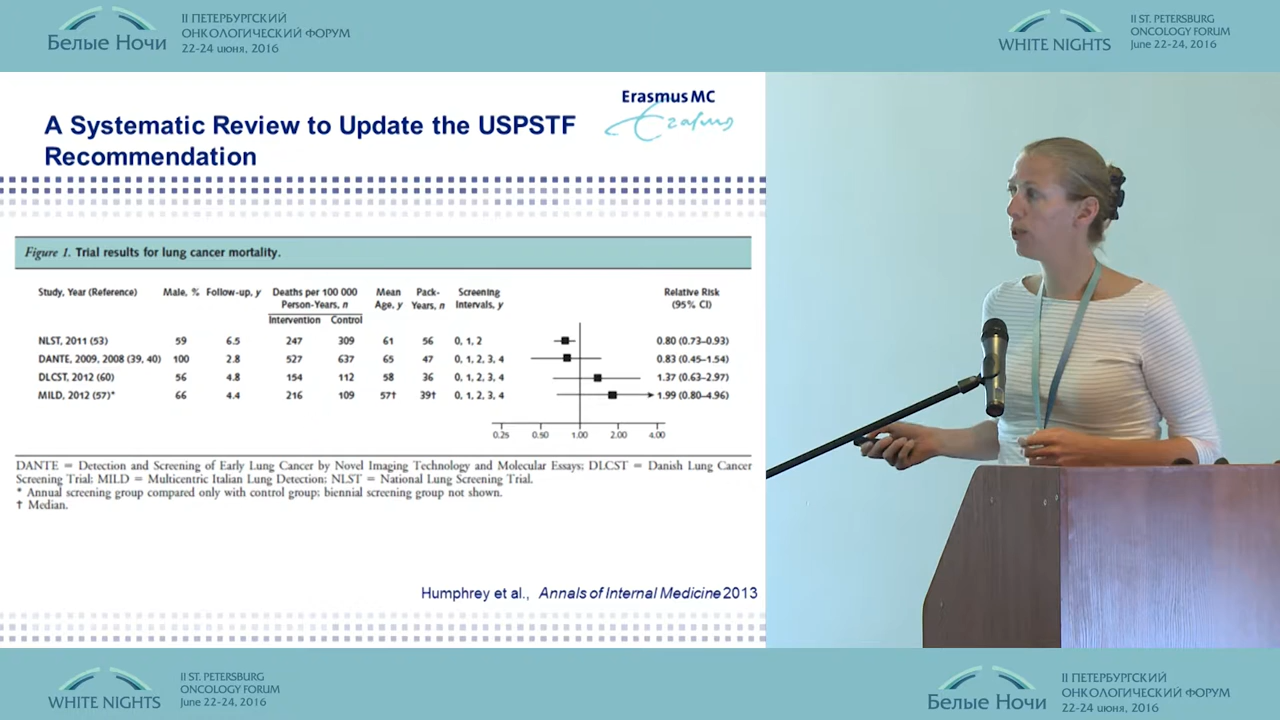 Белые Ночи
II ПЕТЕРБУРГСКИЙ
ОНКОЛОГИЧЕСКИЙ ФОРУМ
22-24 июня, 2016
WHITE NIGHTS
II ST. PETERSBURG
ONCOLOGY FORUM
June 22-24, 2016
Erasmus MC
Erasmus
A Systematic Review to Update the USPSTF
Recommendation
Figure 1. Trial results for lung cancer mortality.
Study, Year (Reference) Male, % Follow-up, y Deaths per 100 000 Person-Years, n Mean Age, y Pack-Years, n Screening Intervals, y Relative Risk (95% CI)
Intervention Control
NLST, 2011 (53) 59 6.5 247 309 61 56 0, 1, 2 0.80 (0.73–0.93)
DANTE, 2009, 2008 (39, 40) 100 2.8 527 637 65 47 0, 1, 2, 3, 4 0.83 (0.45–1.54)
DLCST, 2012 (60) 56 4.8 154 112 58 36 0, 1, 2, 3, 4 1.37 (0.63–2.97)
MILD, 2012 (57)* 66 4.4 216 109 57† 39† 0, 1, 2, 3, 4 1.99 (0.80–4.96)
0.25 0.50 1.00 2.00 4.00
DANTE = Detection and Screening of Early Lung Cancer by Novel Imaging Technology and Molecular Essays; DLCST = Danish Lung Cancer
Screening Trial; MILD = Multicentric Italian Lung Detection; NLST = National Lung Screening Trial.
* Annual screening group compared only with control group; biennial screening group not shown.
† Median.
Humphrey et al., Annals of Internal Medicine 2013
WHITE NIGHTS
II ST. PETERSBURG
ONCOLOGY FORUM
June 22-24, 2016
Белые Ночи
II ПЕТЕРБУРГСКИЙ
ОНКОЛОГИЧЕСКИЙ ФОРУМ
22-24 июня, 2016